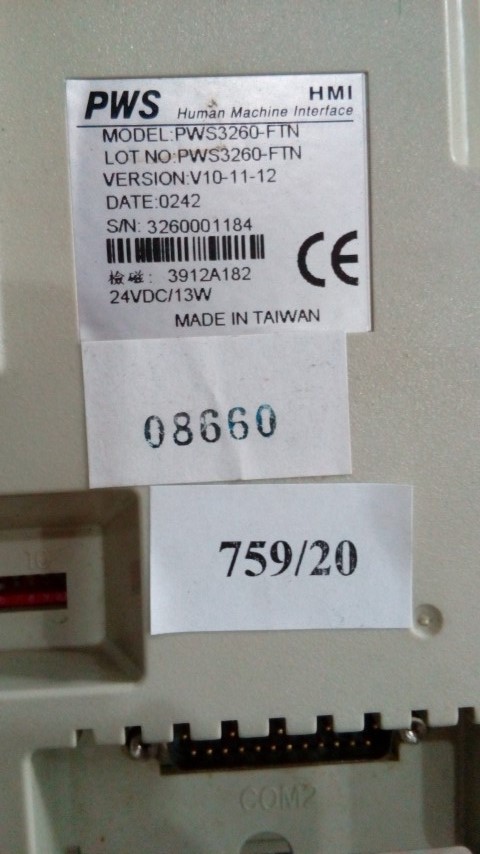 PWS HMI
Human Machine Interface
MODEL:PWS3260-FTN
LOT NO:PWS3260-FTN
VERSION:V10-11-12
DATE:0242
S/N: 3260001184
CE
檢磁: 3912A182
24VDC/13W
MADE IN TAIWAN
08660
759/20
COM2